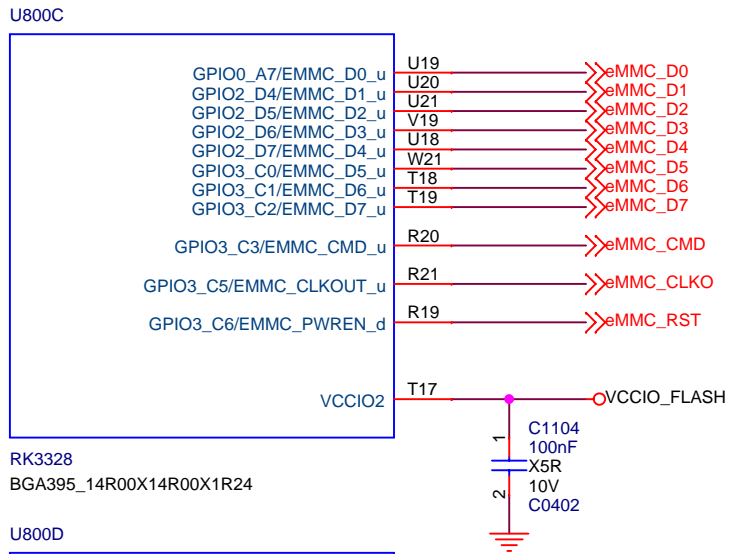 U800C
GPIO0_A7/EMMC_D0_u U19 eMMC_D0
GPIO2_D4/EMMC_D1_u U20 eMMC_D1
GPIO2_D5/EMMC_D2_u U21 eMMC_D2
GPIO2_D6/EMMC_D3_u V19 eMMC_D3
GPIO2_D7/EMMC_D4_u U18 eMMC_D4
GPIO3_C0/EMMC_D5_u W21 eMMC_D5
GPIO3_C1/EMMC_D6_u T18 eMMC_D6
GPIO3_C2/EMMC_D7_u T19 eMMC_D7
GPIO3_C3/EMMC_CMD_u R20 eMMC_CMD
GPIO3_C5/EMMC_CLKOUT_u R21 eMMC_CLKO
GPIO3_C6/EMMC_PWREN_d R19 eMMC_RST
VCCIO2 T17 VCCIO_FLASH
1 C1104
100nF
X5R
2 10V
C0402
RK3328
BGA395_14R00X14R00X1R24
U800D